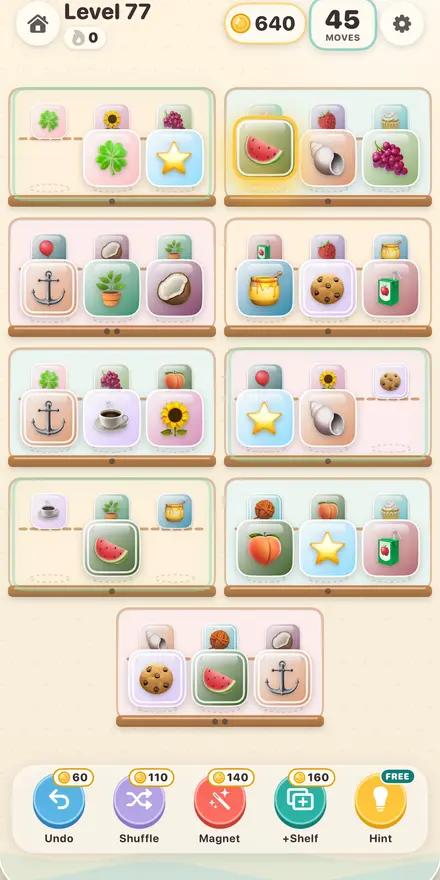 Level 77
0
640
45
MOVES
60
110
140
160
FREE
Undo
Shuffle
Magnet
+Shelf
Hint